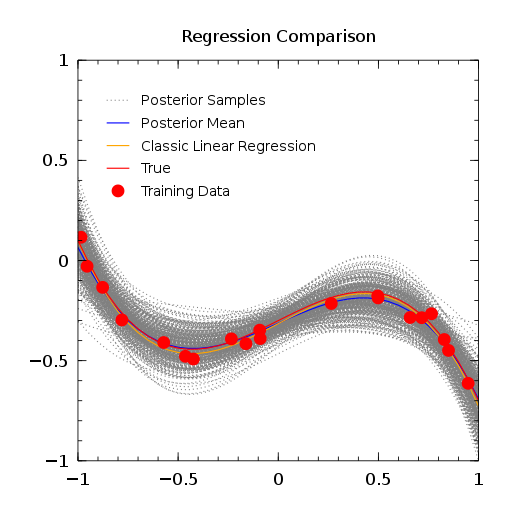 Regression Comparison
1
Posterior Samples
Posterior Mean
Classic Linear Regression
True
Training Data
0.5
0
−0.5
−1
−1 −0.5 0 0.5 1